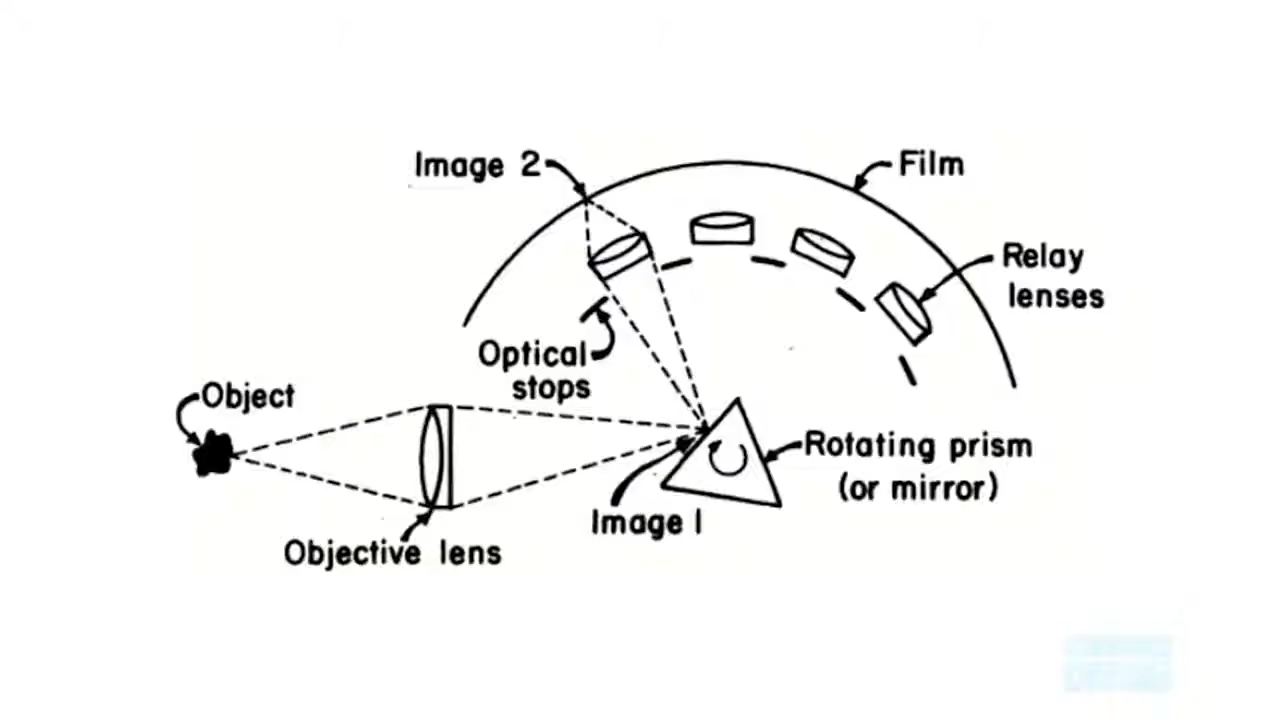 Image 2
Film
Relay
lenses
Optical
stops
Object
Rotating prism
(or mirror)
Image 1
Objective lens